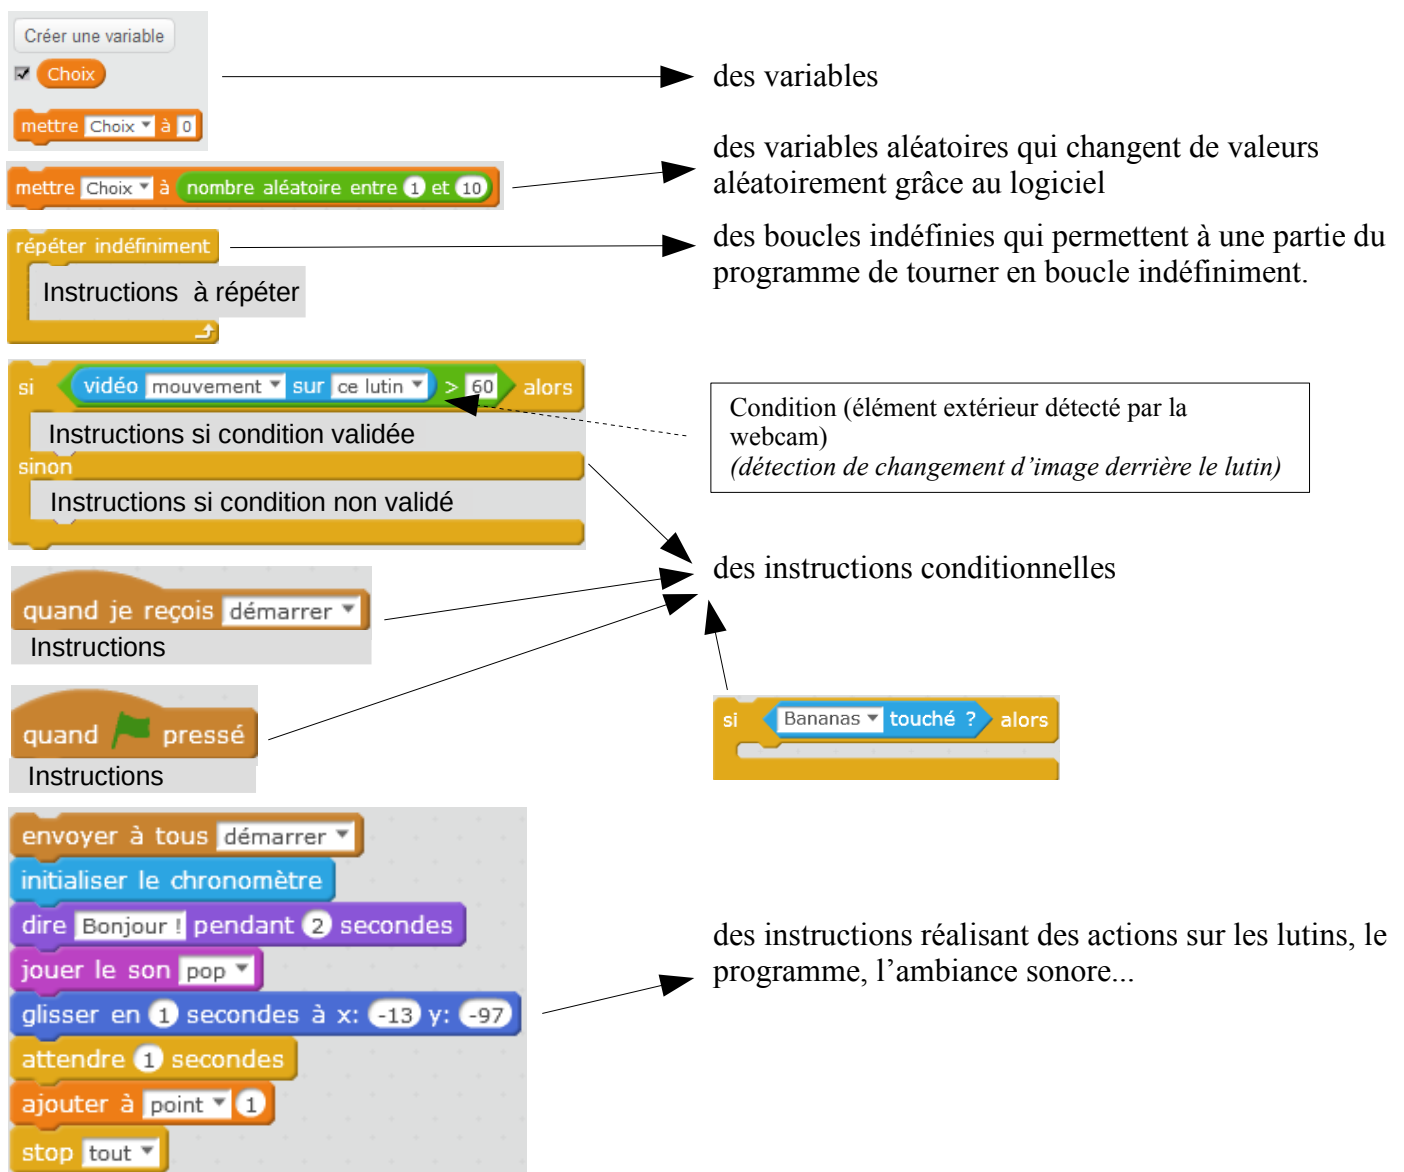 Créer une variable
Choix
des variables
mettre Choix à 0
des variables aléatoires qui changent de valeurs
aléatoirement grâce au logiciel
mettre Choix à nombre aléatoire entre 1 et 10
répéter indéfiniment
Instructions à répéter
des boucles indéfinies qui permettent à une partie du
programme de tourner en boucle indéfiniment.
si vidéo mouvement sur ce lutin > 60 alors
Instructions si condition validée
sinon
Instructions si condition non validé
Condition (élément extérieur détecté par la
webcam)
(détection de changement d’image derrière le lutin)
des instructions conditionnelles
quand je reçois démarrer
Instructions
quand pressé
Instructions
si Bananas touché ? alors
envoyer à tous démarrer
initialiser le chronomètre
dire Bonjour ! pendant 2 secondes
jouer le son pop
glisser en 1 secondes à x: -13 y: -97
attendre 1 secondes
ajouter à point 1
stop tout
des instructions réalisant des actions sur les lutins, le
programme, l’ambiance sonore...